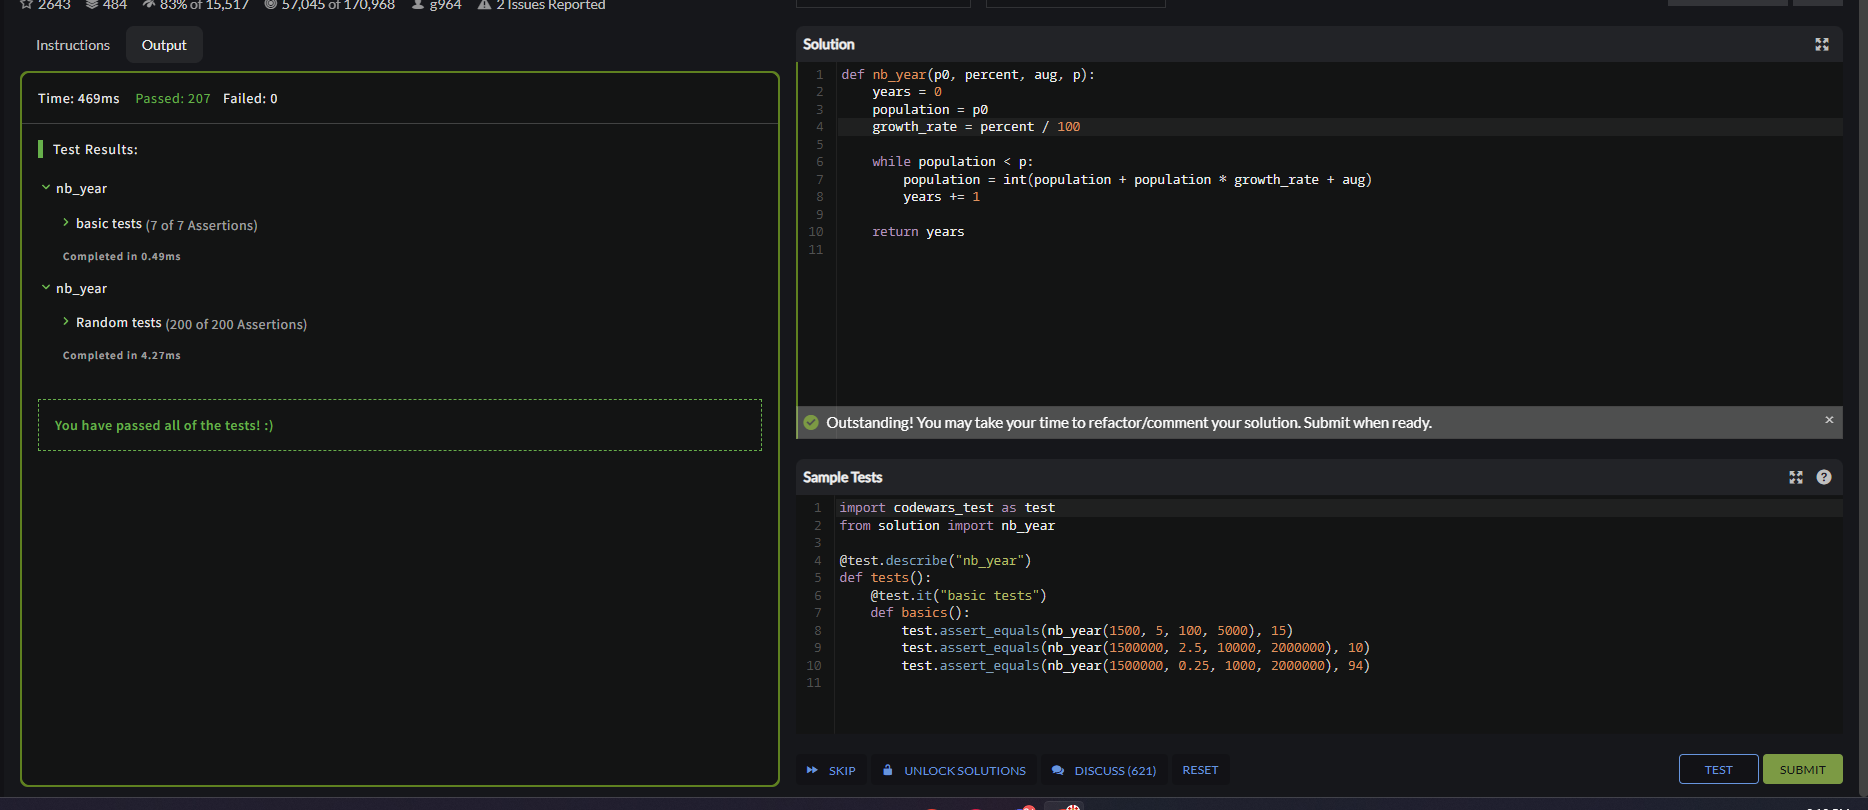 2643 484 83% of 15,517 57,045 of 170,968 g964 2 Issues Reported
Instructions Output
Time: 469ms Passed: 207 Failed: 0
Test Results:
nb_year
basic tests (7 of 7 Assertions)
Completed in 0.49ms
nb_year
Random tests (200 of 200 Assertions)
Completed in 4.27ms
You have passed all of the tests! :)
Solution
1 def nb_year(p0, percent, aug, p):
2     years = 0
3     population = p0
4     growth_rate = percent / 100
5
6     while population < p:
7         population = int(population + population * growth_rate + aug)
8         years += 1
9
10     return years
11
Outstanding! You may take your time to refactor/comment your solution. Submit when ready. ×
Sample Tests ?
1 import codewars_test as test
2 from solution import nb_year
3
4 @test.describe("nb_year")
5 def tests():
6     @test.it("basic tests")
7     def basics():
8         test.assert_equals(nb_year(1500, 5, 100, 5000), 15)
9         test.assert_equals(nb_year(1500000, 2.5, 10000, 2000000), 10)
10         test.assert_equals(nb_year(1500000, 0.25, 1000, 2000000), 94)
11
SKIP UNLOCK SOLUTIONS DISCUSS (621) RESET TEST SUBMIT